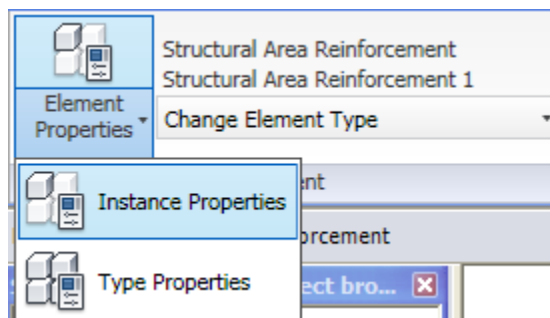 Structural Area Reinforcement
Structural Area Reinforcement 1
Element
Properties
Change Element Type
Instance Properties
Type Properties